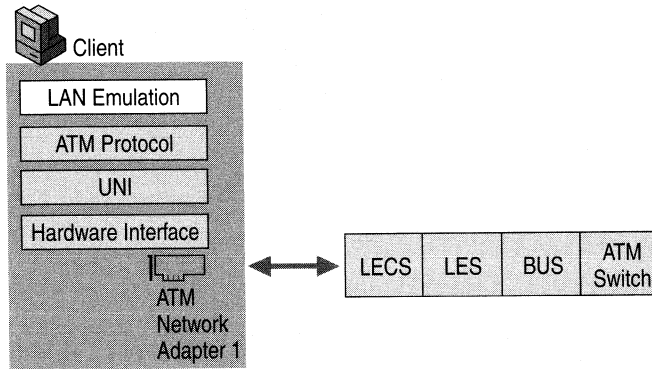 Client
LAN Emulation
ATM Protocol
UNI
Hardware Interface
ATM
Network
Adapter 1
LECS
LES
BUS
ATM
Switch